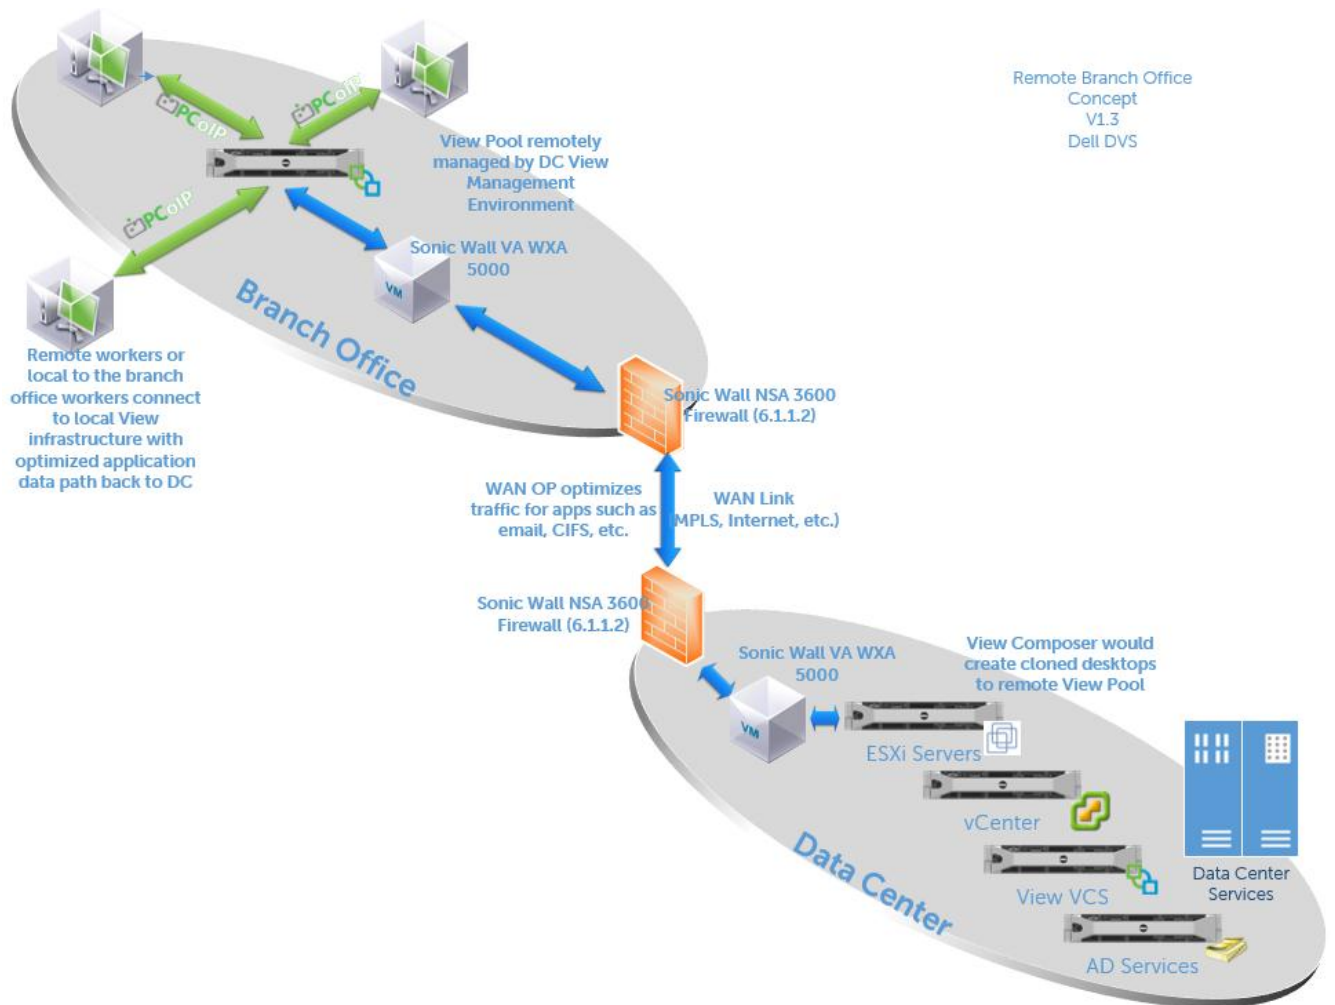 Remote Branch Office
Concept
V1.3
Dell DVS
PCoIP
PCoIP
PCoIP
View Pool remotely
managed by DC View
Management
Environment
Sonic Wall VA WXA
5000
VM
Branch Office
Remote workers or
local to the branch
office workers connect
to local View
infrastructure with
optimized application
data path back to DC
Sonic Wall NSA 3600
Firewall (6.1.1.2)
WAN OP optimizes
traffic for apps such as
email, CIFS, etc.
WAN Link
(MPLS, Internet, etc.)
Sonic Wall NSA 3600
Firewall (6.1.1.2)
Sonic Wall VA WXA
5000
VM
View Composer would
create cloned desktops
to remote View Pool
ESXi Servers
vCenter
View VCS
AD Services
Data Center
Data Center
Services